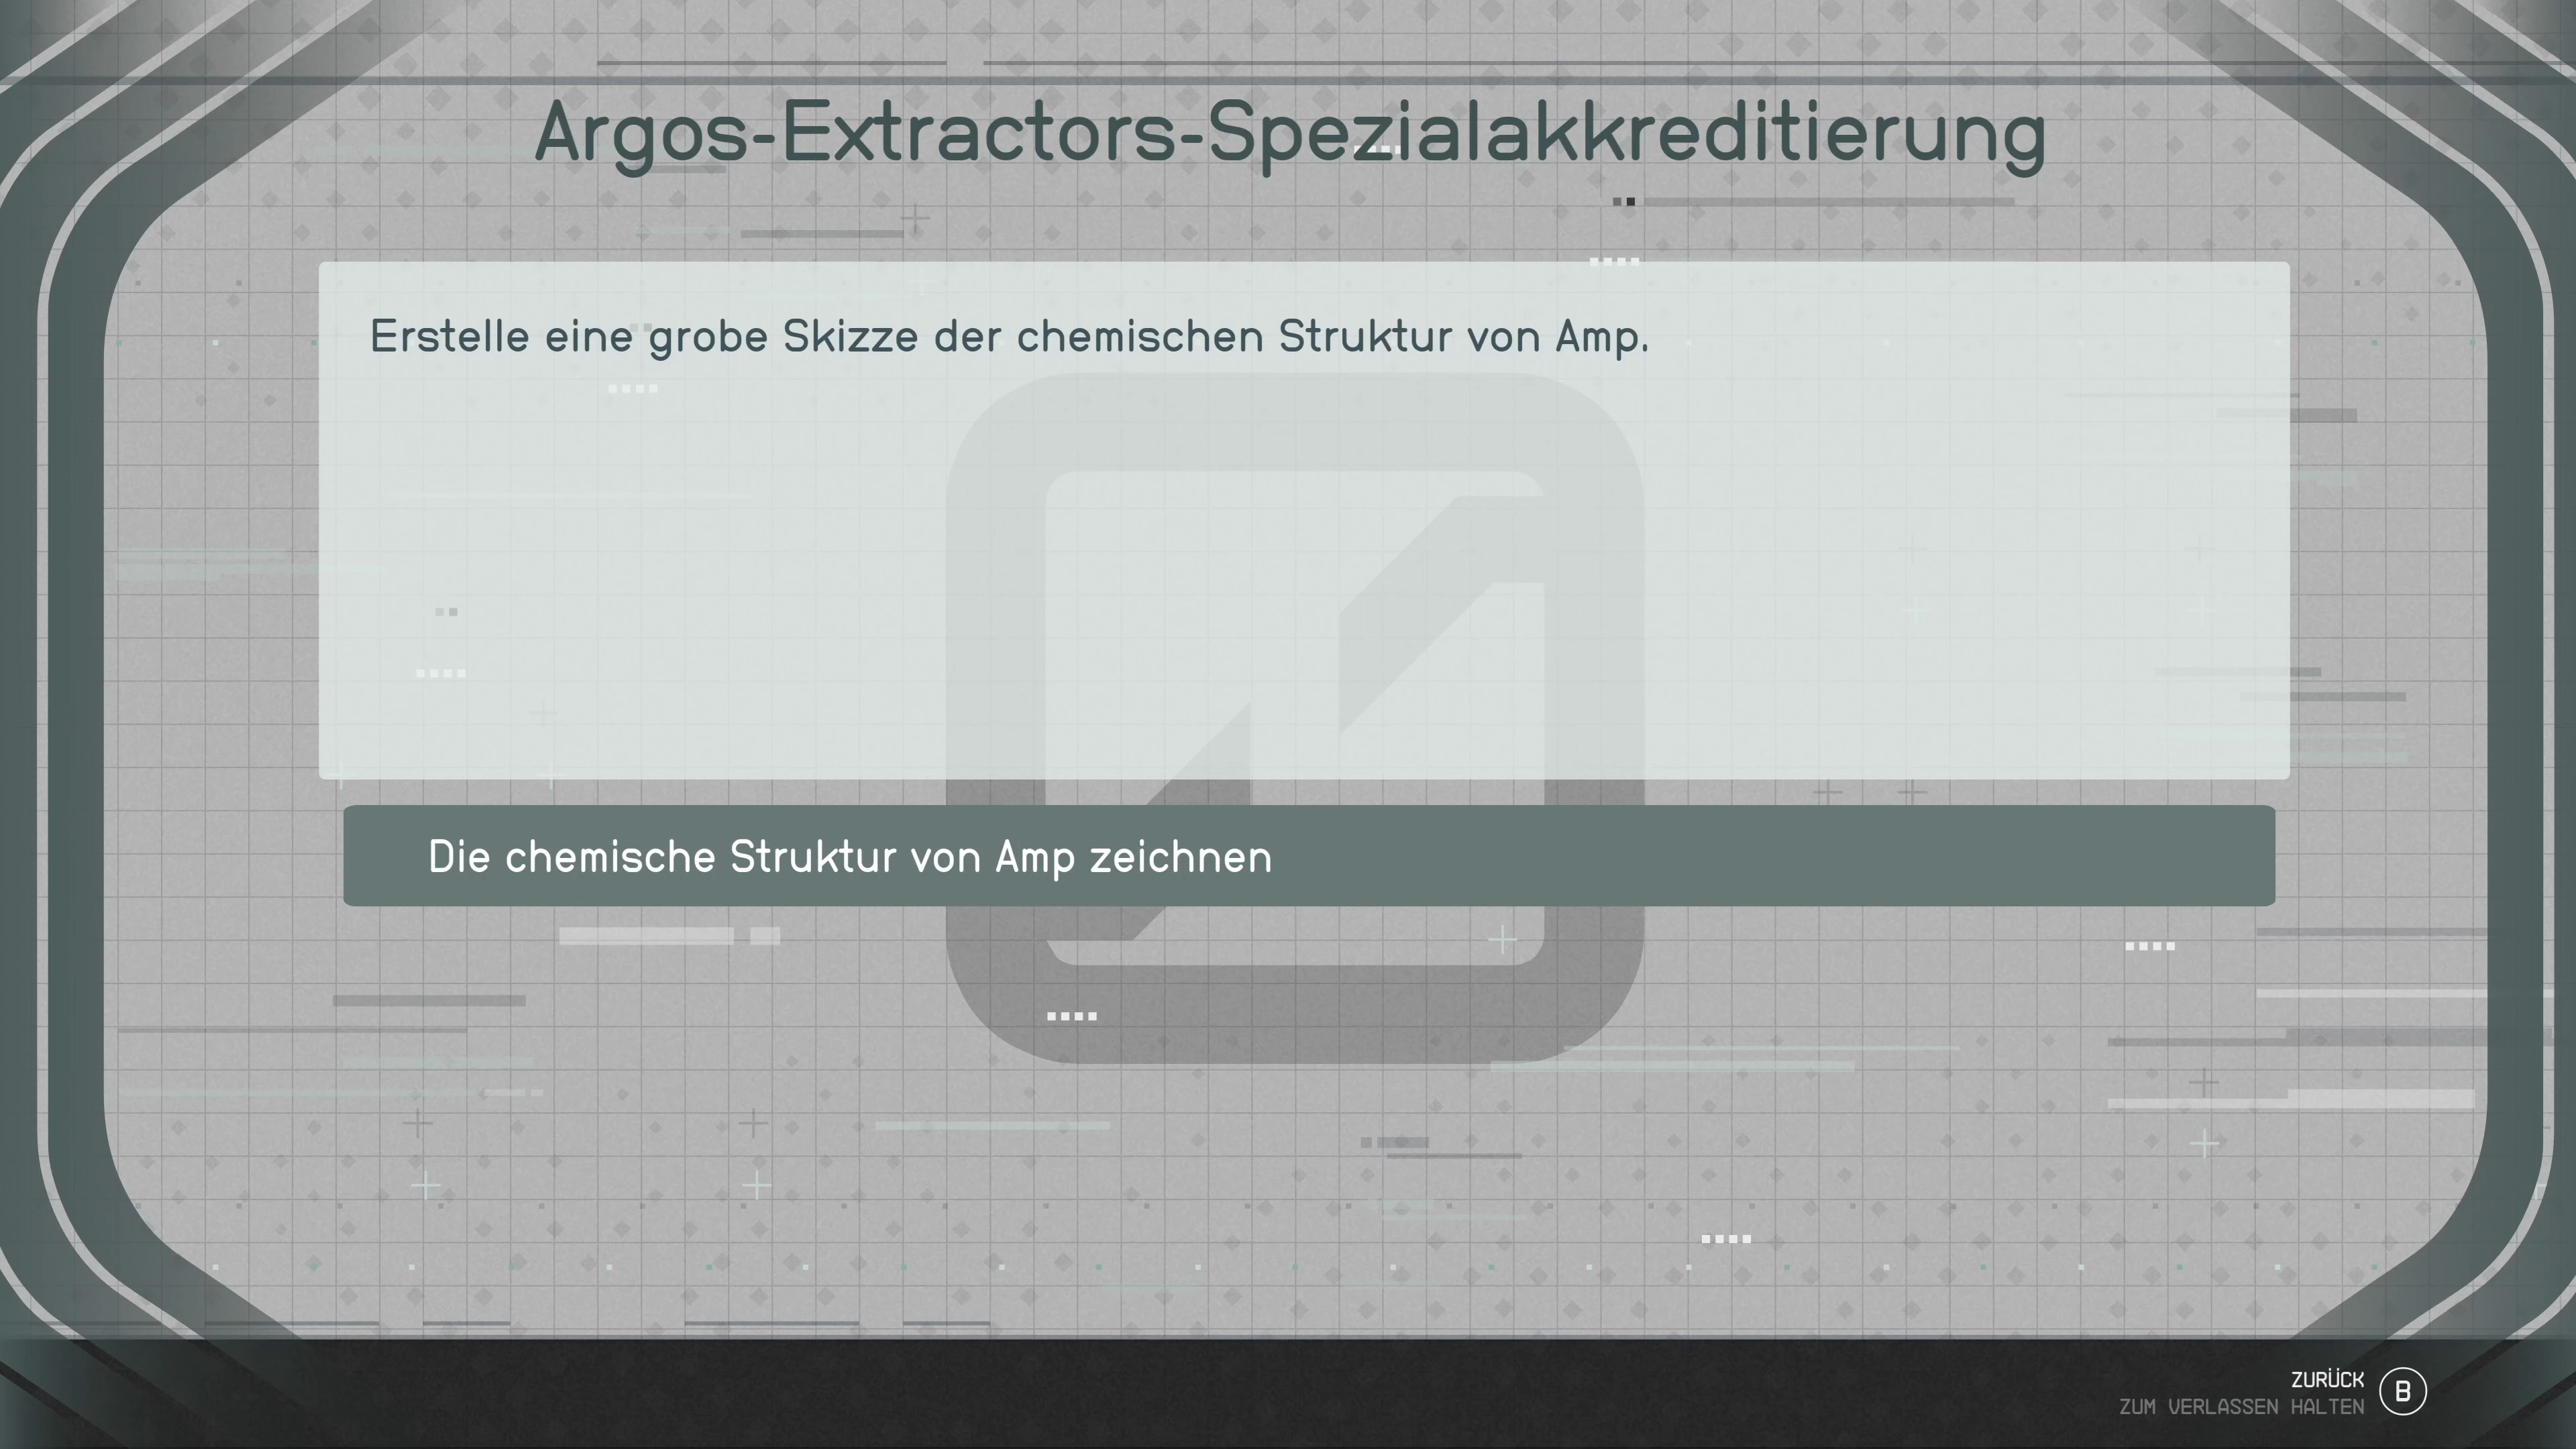 Argos-Extractors-Spezialakkreditierung
Erstelle eine grobe Skizze der chemischen Struktur von Amp.
Die chemische Struktur von Amp zeichnen
ZURÜCK
ZUM VERLASSEN HALTEN
B